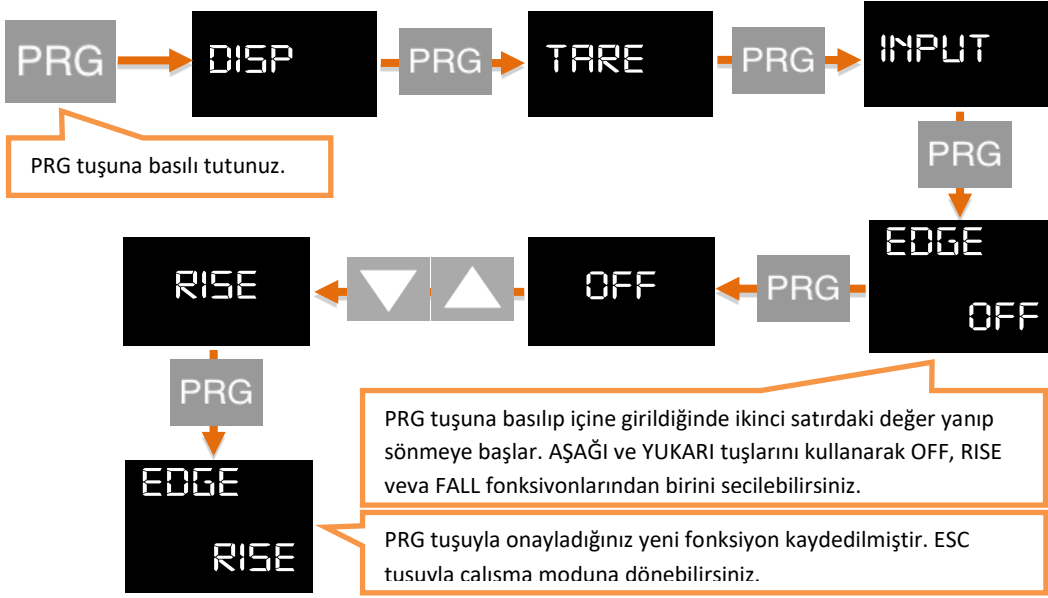 PRG
DISP
PRG
TARE
PRG
INPUT
PRG tuşuna basılı tutunuz.
PRG
EDGE
OFF
PRG
OFF
RISE
PRG
PRG tuşuna basılıp içine girildiğinde ikinci satırdaki değer yanıp
sönmeye başlar. AŞAĞI ve YUKARI tuşlarını kullanarak OFF, RISE
veya FALL fonksiyonlarından birini seçilebilirsiniz.
EDGE
RISE
PRG tuşuyla onayladığınız yeni fonksiyon kaydedilmiştir. ESC
tuşuyla çalışma moduna dönebilirsiniz.